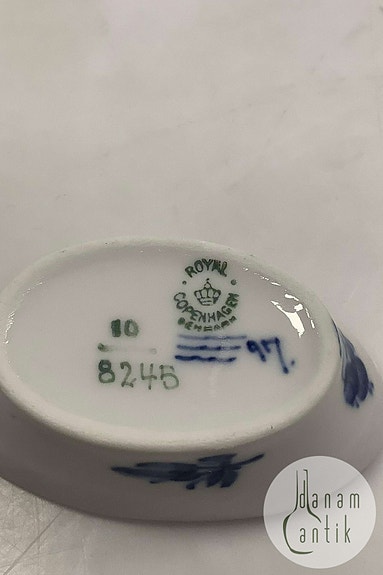 ROYAL
COPENHAGEN
DENMARK
10
8245
97.
danam
antik